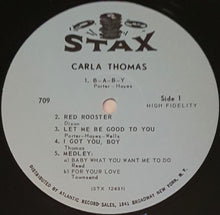 STAX
CARLA THOMAS
1. B-A-B-Y
Porter-Hayes
709
Side 1
HIGH FIDELITY
2. RED ROOSTER
Dixon
3. LET ME BE GOOD TO YOU
Porter-Hayes-Wells
4. I GOT YOU, BOY
Thomas
5. MEDLEY:
a) BABY WHAT YOU WANT ME TO DO
Reed
b) FOR YOUR LOVE
Townsend
(STX 12451)
DIST. BY ATLANTIC RECORD SALES, 1841 BROADWAY NEW YORK, N. Y.